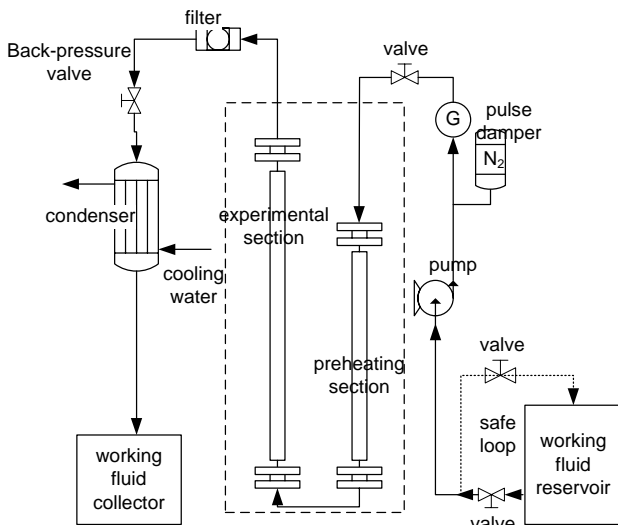 filter
Back-pressure
valve
valve
G
pulse
damper
N2
experimental
section
condenser
cooling
water
pump
preheating
section
valve
safe
loop
working
fluid
reservoir
working
fluid
collector
valve